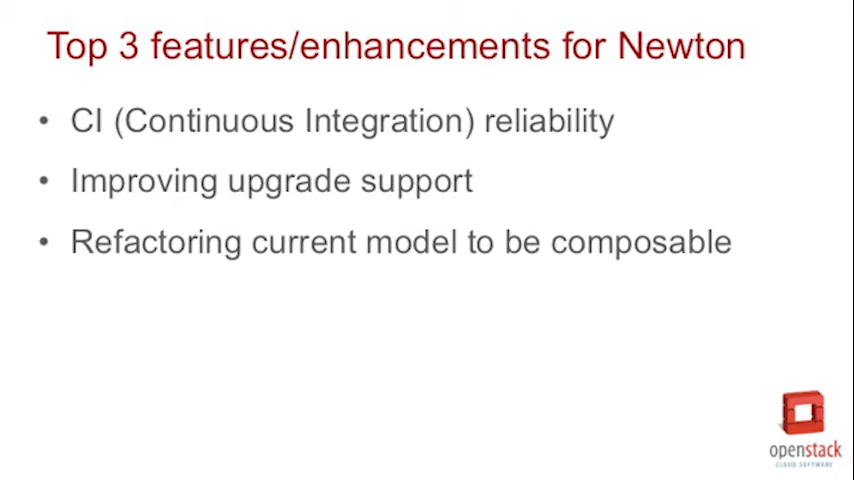 Top 3 features/enhancements for Newton
• CI (Continuous Integration) reliability
• Improving upgrade support
• Refactoring current model to be composable
openstack
CLOUD SOFTWARE